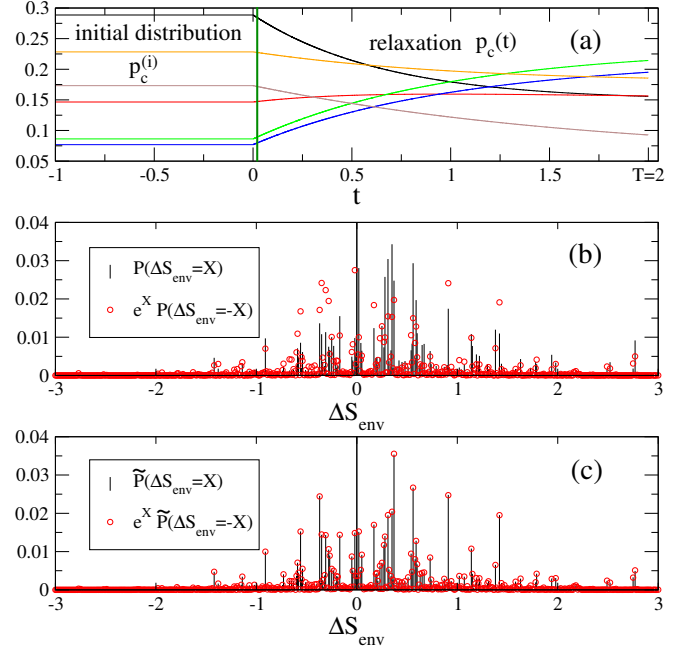 0.3
initial distribution
relaxation p_c(t)
(a)
0.25
p_c^(i)
0.2
0.15
0.1
0.05
-1 -0.5 0 0.5 1 1.5 T=2
t
0.04
(b)
P(ΔS_env=X)
0.03
e^X P(ΔS_env=-X)
0.02
0.01
0
-3 -2 -1 0 1 2 3
ΔS_env
0.04
(c)
P̃(ΔS_env=X)
0.03
e^X P̃(ΔS_env=-X)
0.02
0.01
0
-3 -2 -1 0 1 2 3
ΔS_env